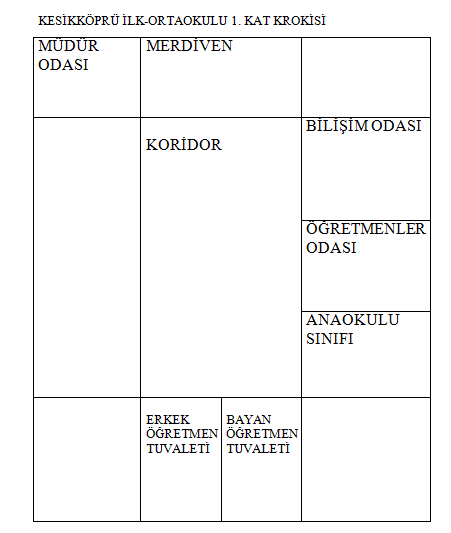 KESİKKÖPRÜ İLK-ORTAOKULU 1. KAT KROKİSİ
MÜDÜR
ODASI
MERDİVEN
BİLİŞİM ODASI
KORİDOR
ÖĞRETMENLER
ODASI
ANAOKULU
SINIFI
ERKEK
ÖĞRETMEN
TUVALETİ
BAYAN
ÖĞRETMEN
TUVALETİ